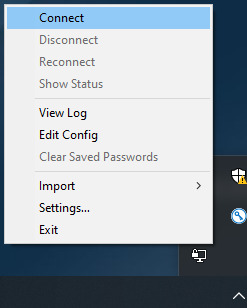 Connect
Disconnect
Reconnect
Show Status
View Log
Edit Config
Clear Saved Passwords
Import
Settings...
Exit